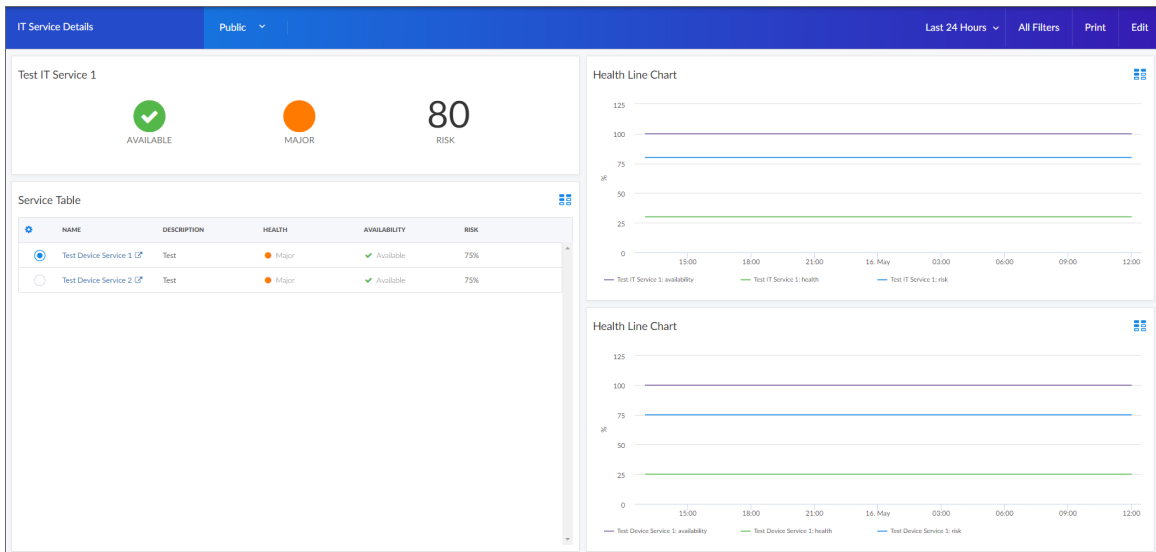 IT Service Details
Public
Last 24 Hours
All Filters
Print
Edit
Test IT Service 1
AVAILABLE
MAJOR
80
RISK
Service Table
NAME DESCRIPTION HEALTH AVAILABILITY RISK
Test Device Service 1 Test Major Available 75%
Test Device Service 2 Test Major Available 75%
Health Line Chart
125
100
75
50
25
0
%
15:00 18:00 21:00 16. May 03:00 06:00 09:00 12:00
Test IT Service 1: availability Test IT Service 1: health Test IT Service 1: risk
Health Line Chart
125
100
75
50
25
0
%
15:00 18:00 21:00 16. May 03:00 06:00 09:00 12:00
Test Device Service 1: availability Test Device Service 1: health Test Device Service 1: risk